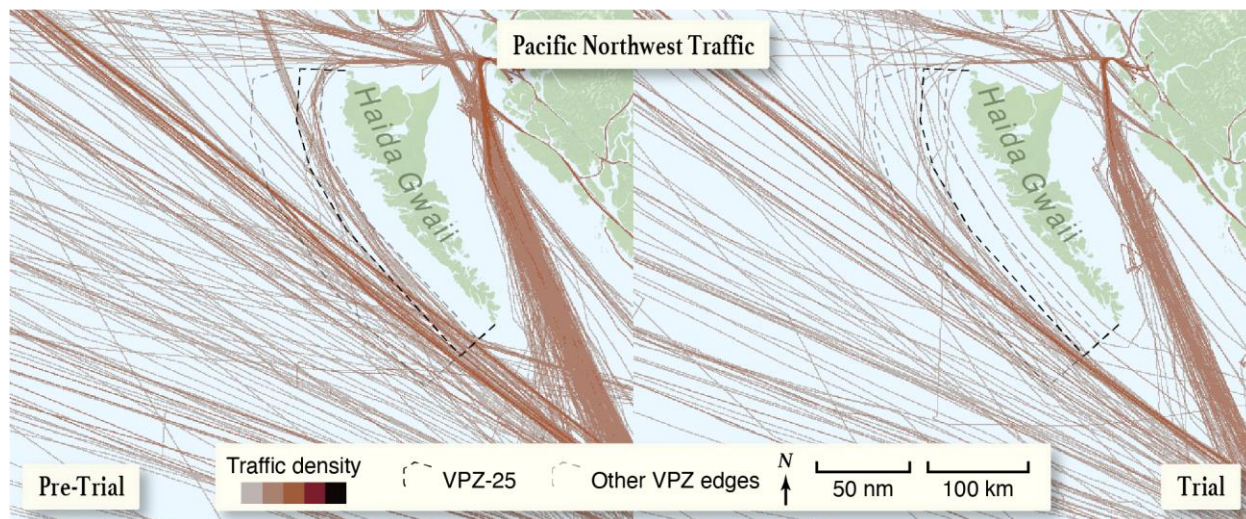 Pacific Northwest Traffic
Haida Gwaii
Haida Gwaii
Traffic density
VPZ-25
Other VPZ edges
N
50 nm
100 km
Pre-Trial
Trial